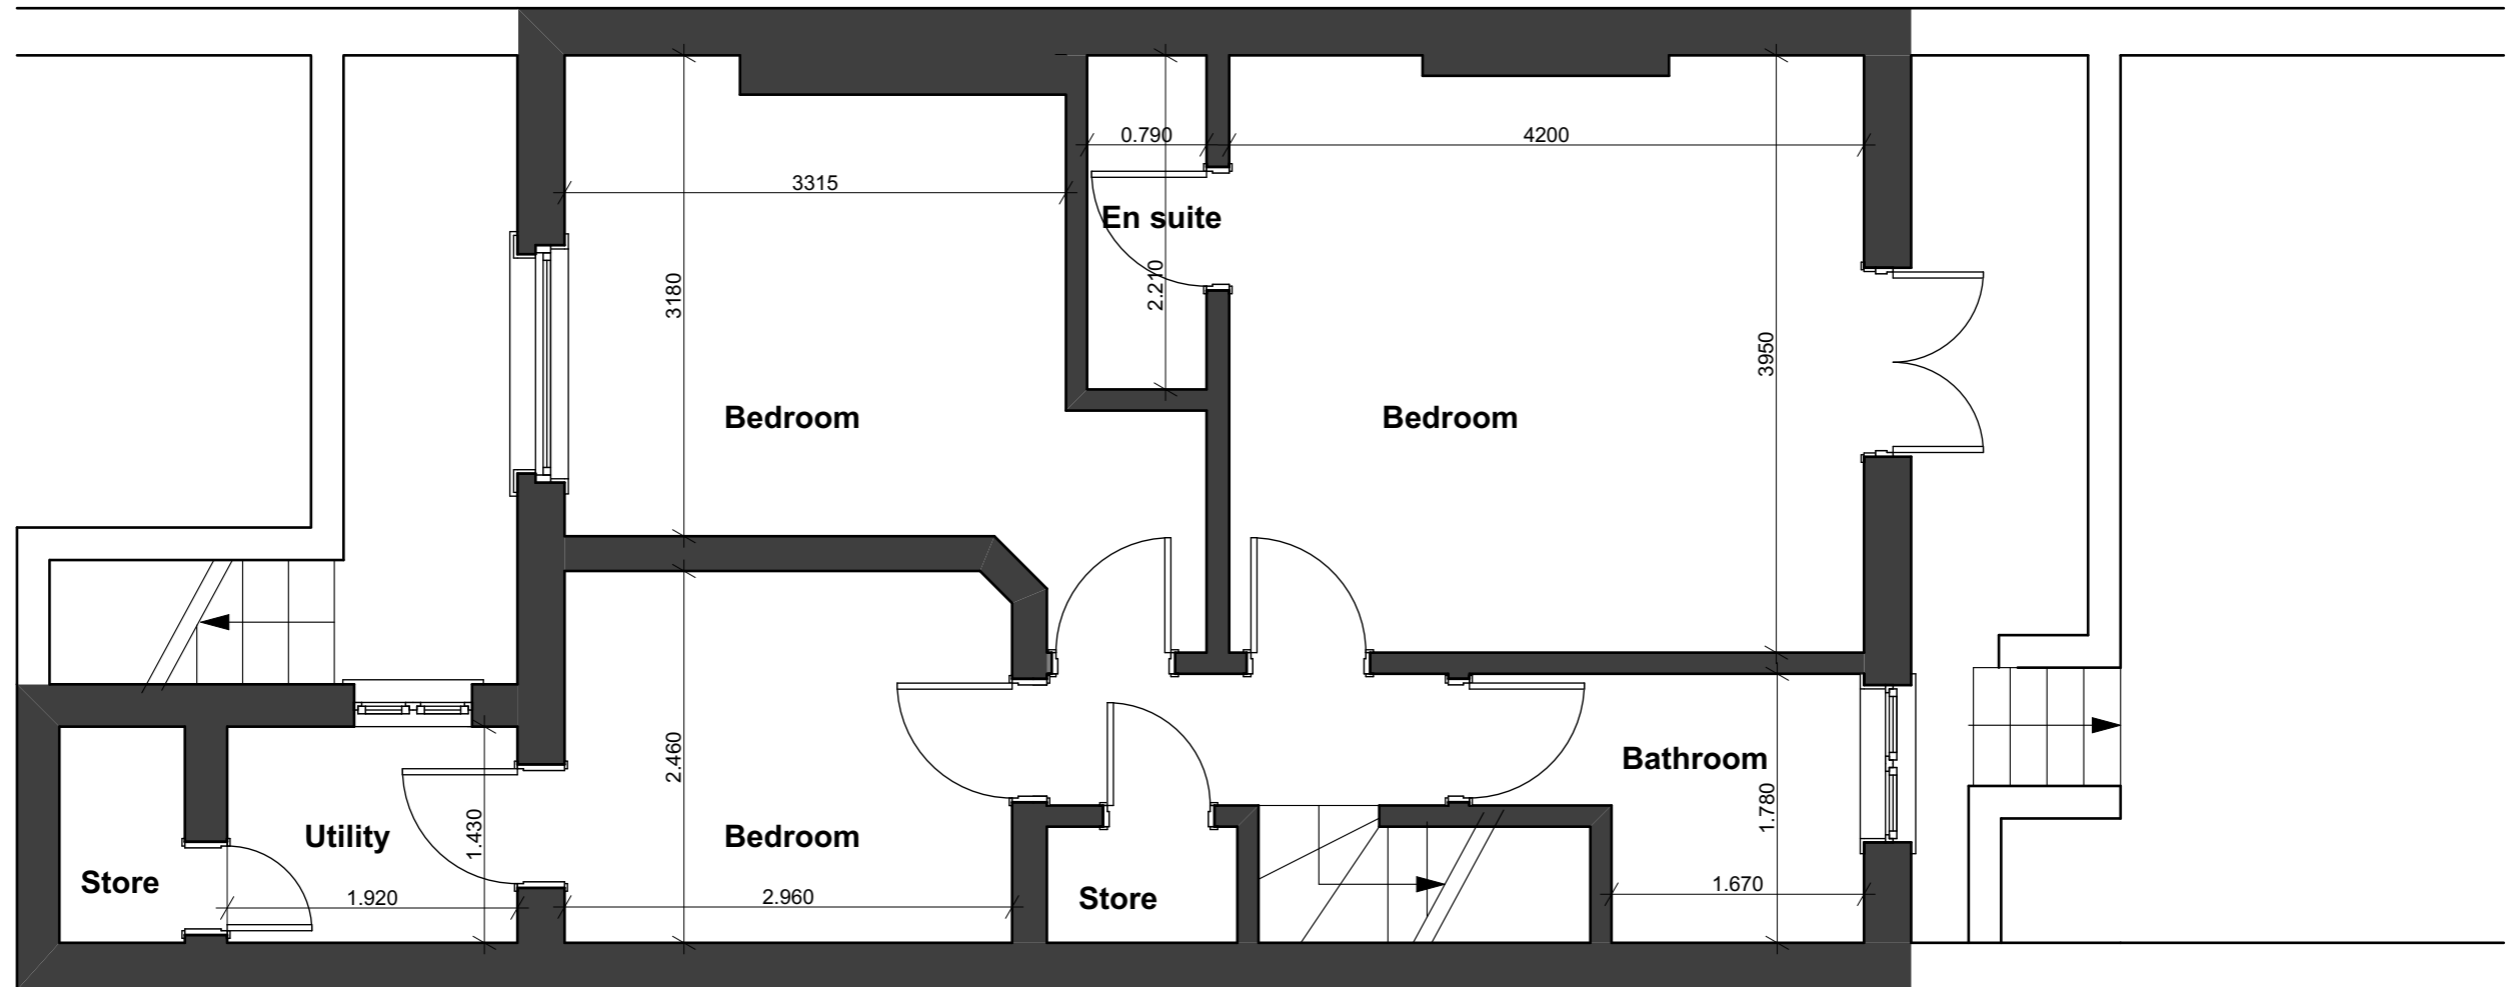 0.790
4200
3315
En suite
3180
2.210
3950
Bedroom
Bedroom
2.460
Bathroom
1.780
Utility
1.430
Bedroom
Store
1.920
2.960
Store
1.670